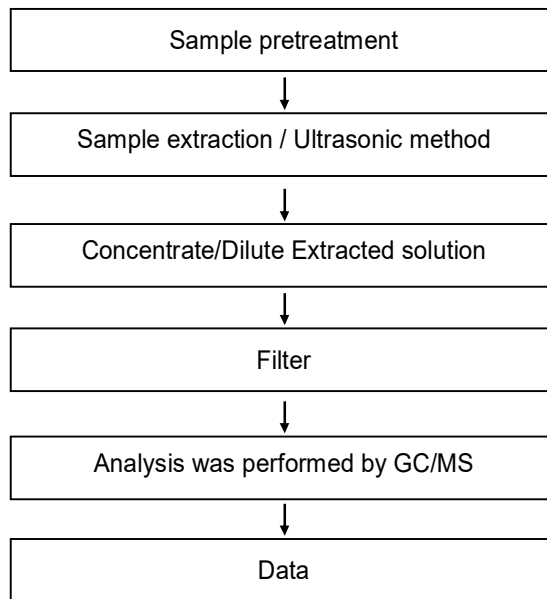 Sample pretreatment
Sample extraction / Ultrasonic method
Concentrate/Dilute Extracted solution
Filter
Analysis was performed by GC/MS
Data